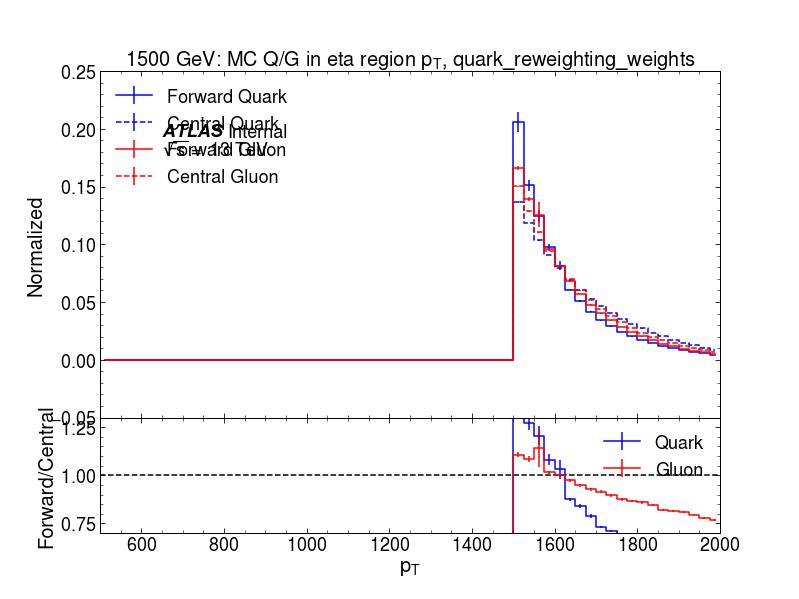 1500 GeV: MC Q/G in eta region pT, quark_reweighting_weights
0.25
0.20
0.15
0.10
0.05
0.00
0.05
Normalized
Forward Quark
Central Quark
ATLAS Internal
Forward Gluon
√s = 13 TeV
Central Gluon
1.25
1.00
0.75
Forward/Central
Quark
Gluon
600 800 1000 1200 1400 1600 1800 2000
pT